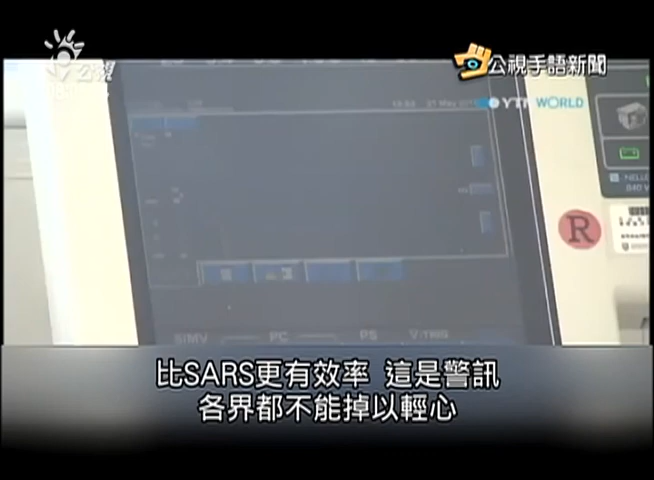 公視
公視手語新聞
YTN WORLD
R
SIMV
PC
PS
V-TRIG
比SARS更有效率 這是警訊
各界都不能掉以輕心